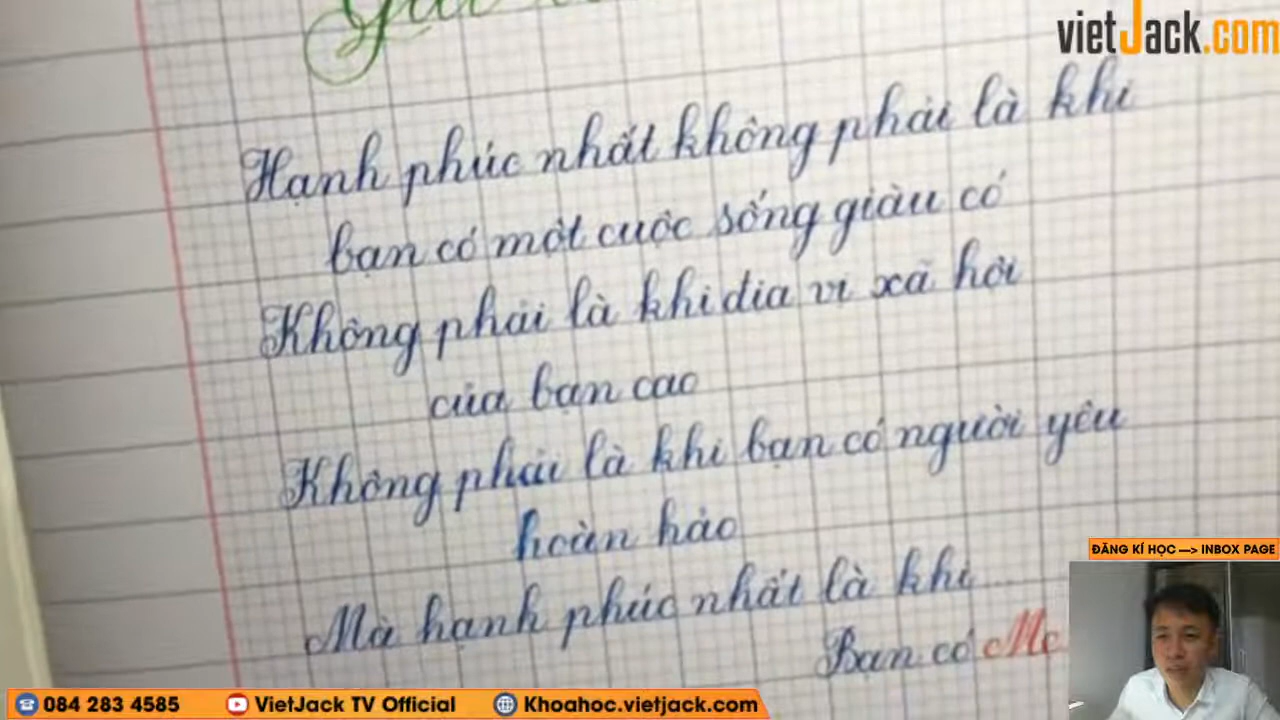 vietJack.com
Hạnh phúc nhất không phải là khi
bạn có một cuộc sống giàu có
Không phải là khi địa vị xã hội
của bạn cao
Không phải là khi bạn có người yêu
hoàn hảo
Mà hạnh phúc nhất là khi
Bạn có Mẹ
ĐĂNG KÍ HỌC —> INBOX PAGE
084 283 4585
VietJack TV Official
Khoahoc.vietjack.com